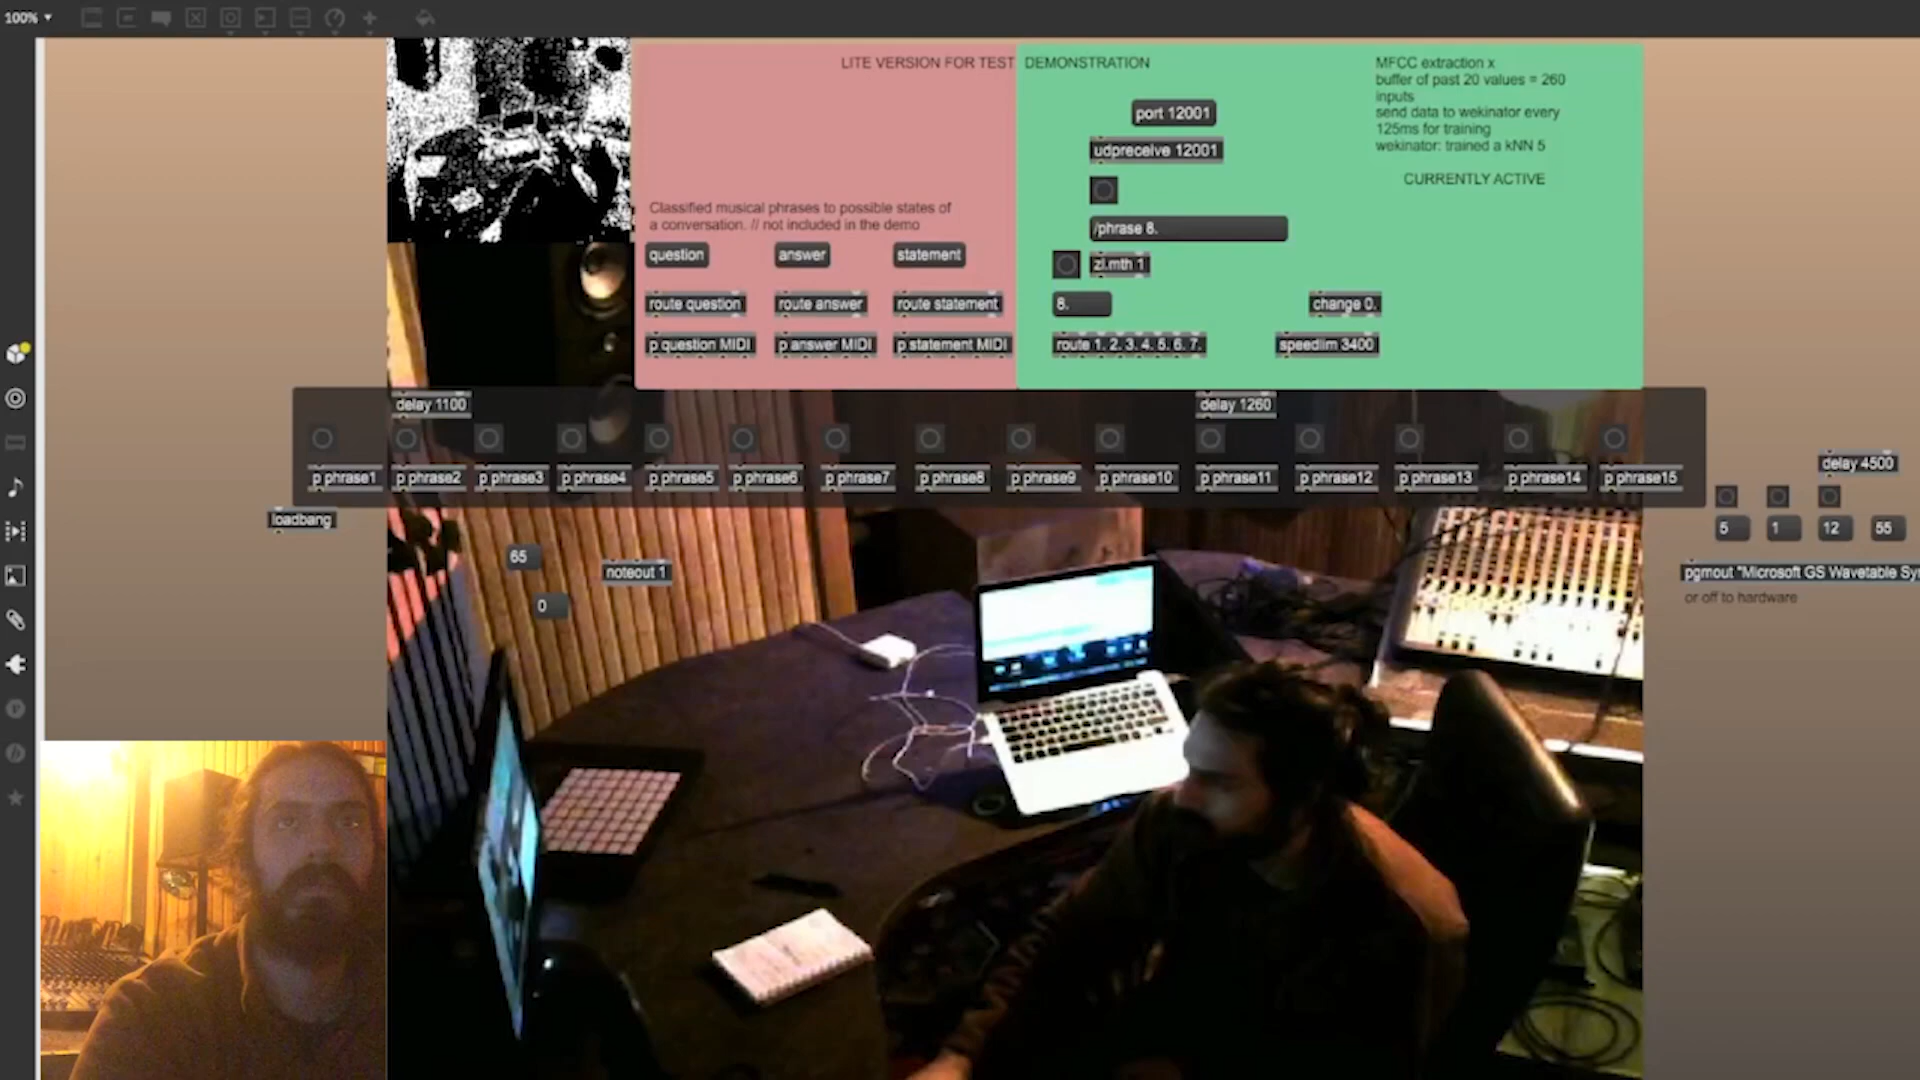 100%
LITE VERSION FOR TEST DEMONSTRATION
MFCC extraction x
buffer of past 20 values = 260
inputs
send data to wekinator every
125ms for training
wekinator: trained a kNN 5
CURRENTLY ACTIVE
port 12001
udpreceive 12001
/phrase 8.
zl.mth 1
8.
change 0.
route 1. 2. 3. 4. 5. 6. 7.
speedlim 3400
Classified musical phrases to possible states of
a conversation. // not included in the demo
question answer statement
route question route answer route statement
p question MIDI p answer MIDI p statement MIDI
delay 1100 delay 1260
p phrase1 p phrase2 p phrase3 p phrase4 p phrase5 p phrase6 p phrase7 p phrase8 p phrase9 p phrase10 p phrase11 p phrase12 p phrase13 p phrase14 p phrase15
delay 4500
loadbang
5 1 12 55
65
noteout 1
0
pgmout "Microsoft GS Wavetable Sy
or off to hardware